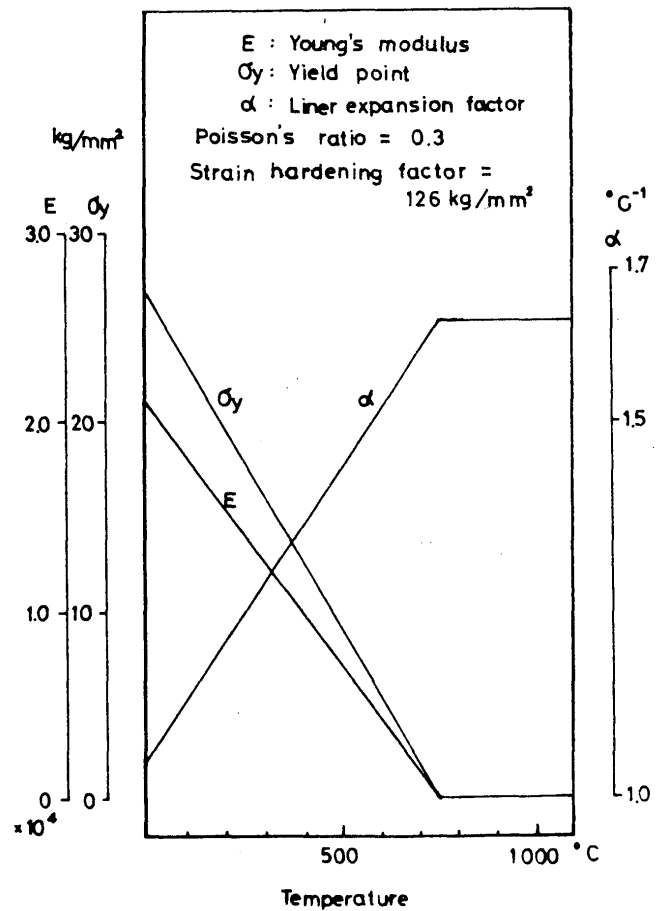 E : Young's modulus
σy: Yield point
α : Liner expansion factor
Poisson's ratio = 0.3
Strain hardening factor =
126 kg/mm²
kg/mm²
E σy
°C⁻¹
α
3.0 30
1.7
σy
α
2.0 20
1.5
E
1.0 10
0 0
1.0
×10⁴
500 1000 °C
Temperature